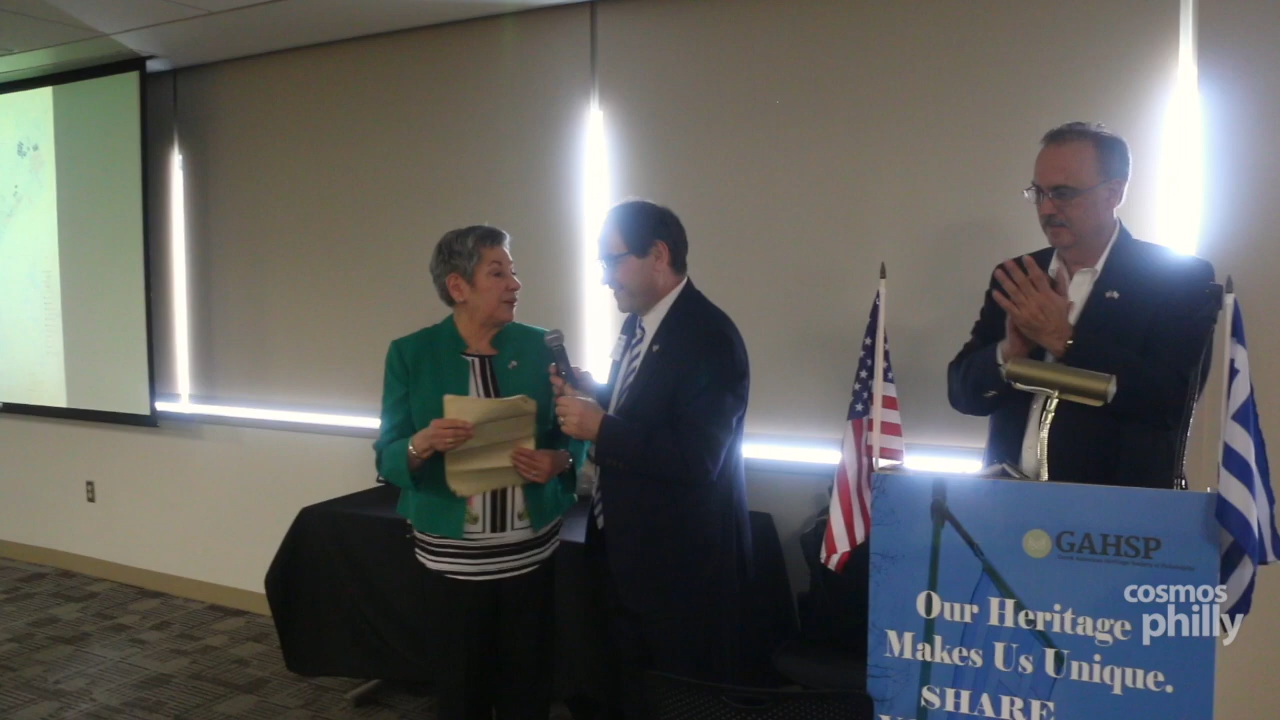 GAHSP
Our Heritage
Makes Us Unique.
SHARE
cosmos
philly